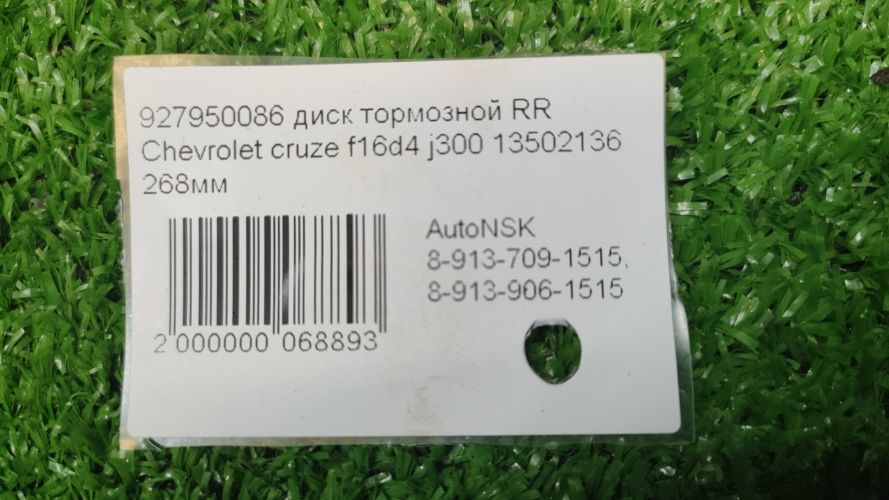 927950086 диск тормозной RR
Chevrolet cruze f16d4 j300 13502136
268мм
AutoNSK
8-913-709-1515,
8-913-906-1515
2 000000 068893